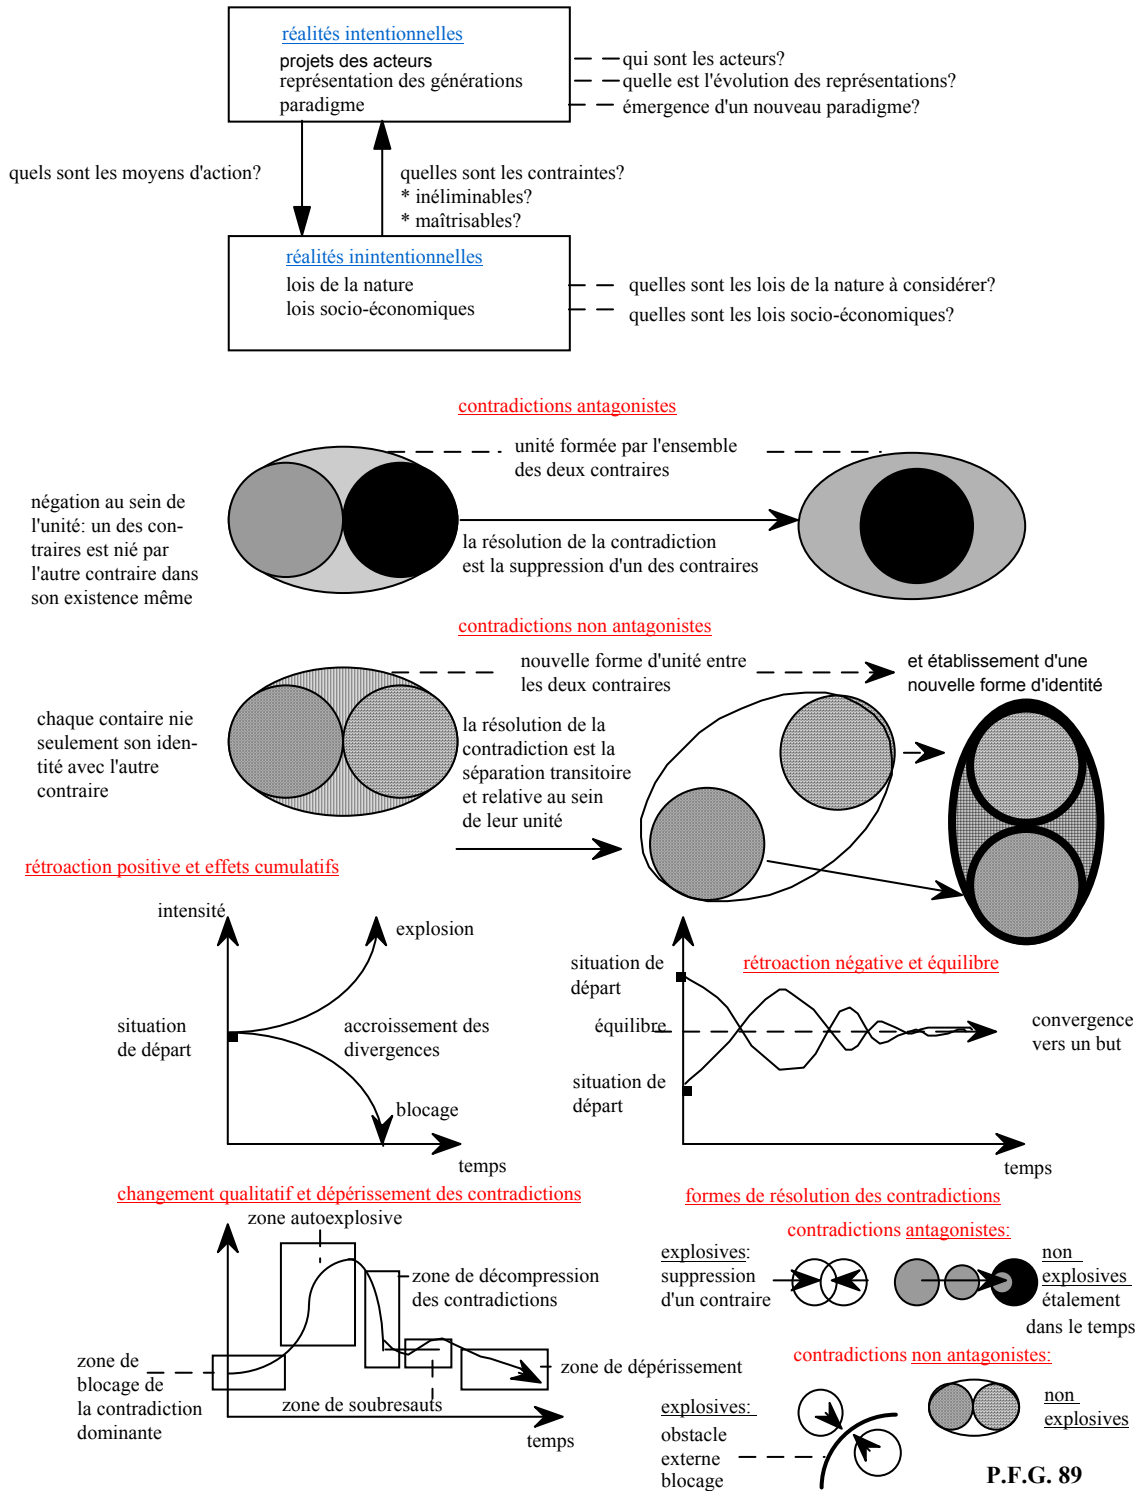 réalités intentionnelles
projets des acteurs
représentation des générations
paradigme
qui sont les acteurs?
quelle est l'évolution des représentations?
émergence d'un nouveau paradigme?
quels sont les moyens d'action?
quelles sont les contraintes?
* inéliminables?
* maîtrisables?
réalités inintentionnelles
lois de la nature
lois socio-économiques
quelles sont les lois de la nature à considérer?
quelles sont les lois socio-économiques?
contradictions antagonistes
unité formée par l'ensemble
des deux contraires
négation au sein de
l'unité: un des con-
traires est nié par
l'autre contraire dans
son existence même
la résolution de la contradiction
est la suppression d'un des contraires
contradictions non antagonistes
nouvelle forme d'unité entre
les deux contraires
et établissement d'une
nouvelle forme d'identité
chaque contaire nie
seulement son iden-
tité avec l'autre
contraire
la résolution de la
contradiction est la
séparation transitoire
et relative au sein
de leur unité
rétroaction positive et effets cumulatifs
intensité
explosion
situation
de départ
accroissement des
divergences
blocage
temps
rétroaction négative et équilibre
situation de
départ
équilibre
situation de
départ
convergence
vers un but
temps
changement qualitatif et dépérissement des contradictions
zone autoexplosive
zone de décompression
des contradictions
zone de
blocage de
la contradiction
dominante
zone de soubresauts
zone de dépérissement
temps
formes de résolution des contradictions
contradictions antagonistes:
explosives:
suppression
d'un contraire
non
explosives
étalement
dans le temps
contradictions non antagonistes:
explosives:
obstacle
externe
blocage
non
explosives
P.F.G. 89